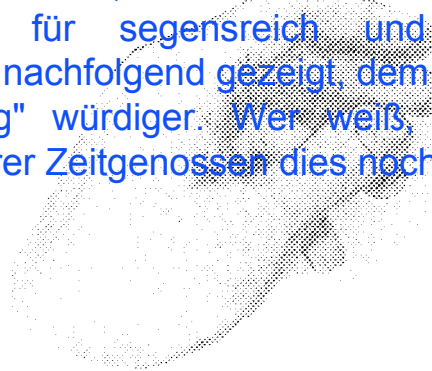 für segensreich und
nachfolgend gezeigt, dem
g" würdiger. Wer weiß,
rer Zeitgenossen dies noch